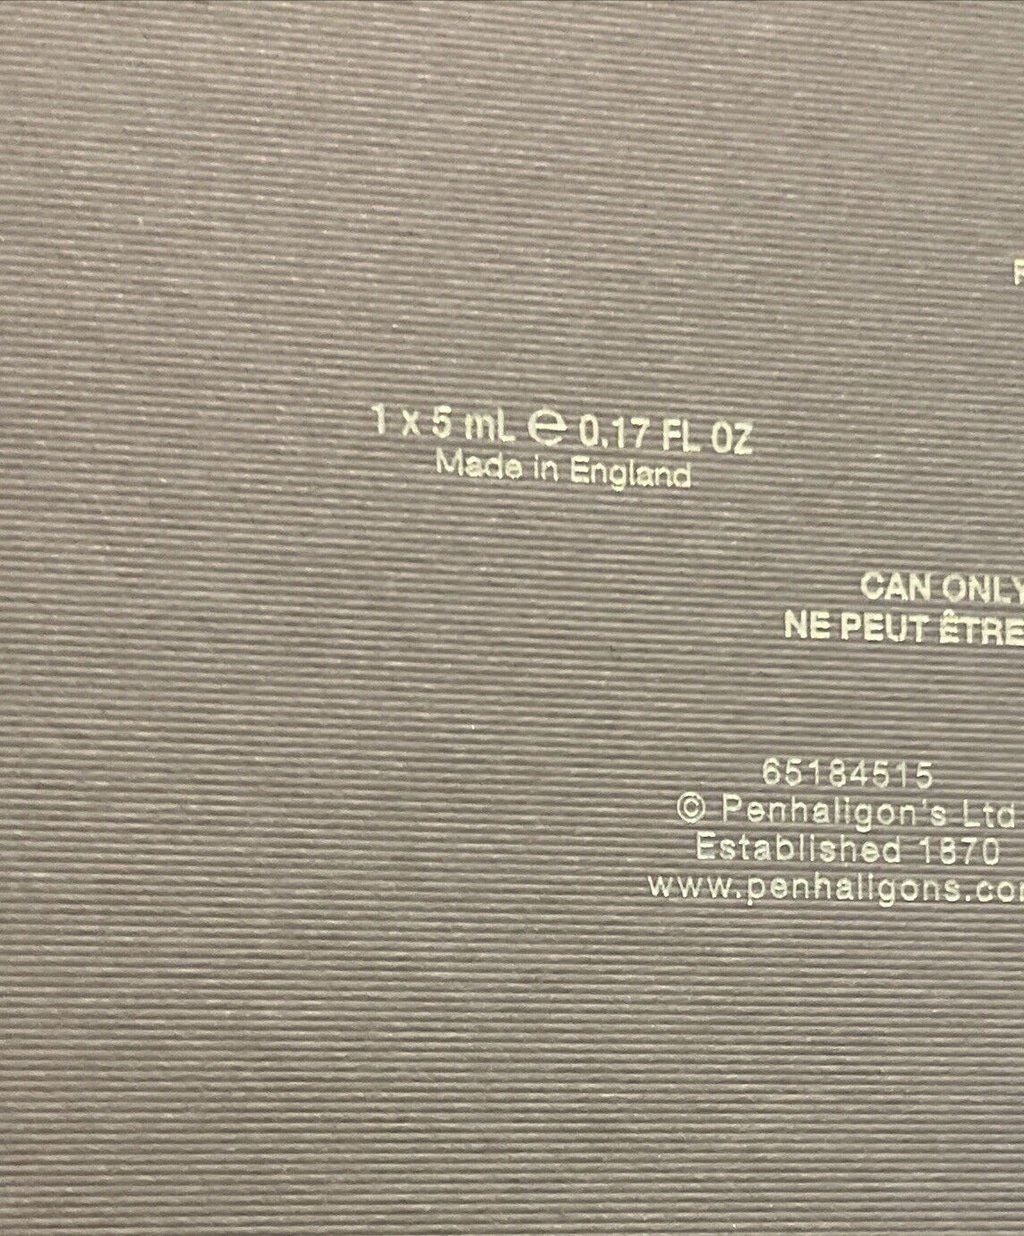 1 x 5 mL ℮ 0.17 FL OZ
Made in England
CAN ONLY
NE PEUT ÊTRE
65184515
© Penhaligon's Ltd
Established 1870
www.penhaligons.com